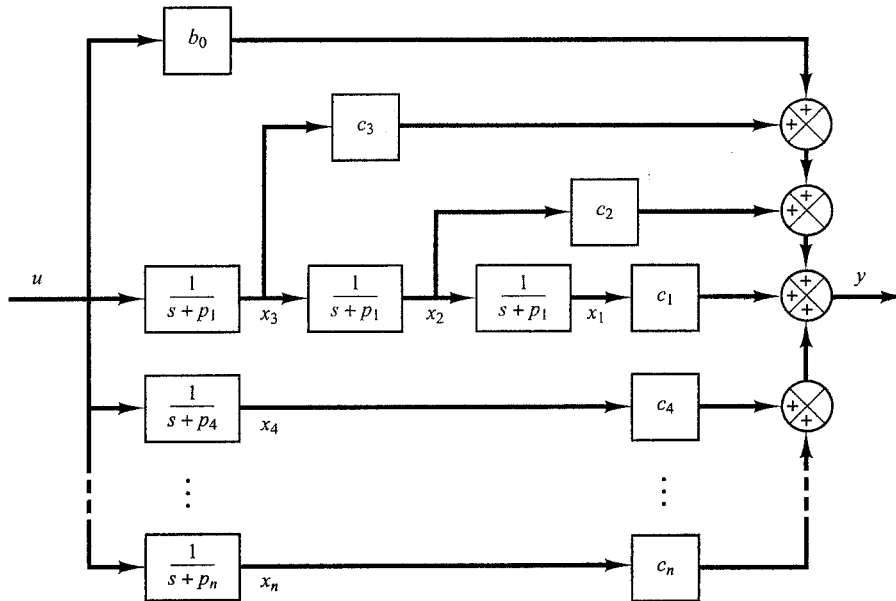 b₀
c₃
c₂
u
1
s + p₁
x₃
1
s + p₁
x₂
1
s + p₁
x₁
c₁
y
1
s + p₄
x₄
c₄
⋮
⋮
1
s + pₙ
xₙ
cₙ
+
+
+
+
+
+
+
+
+